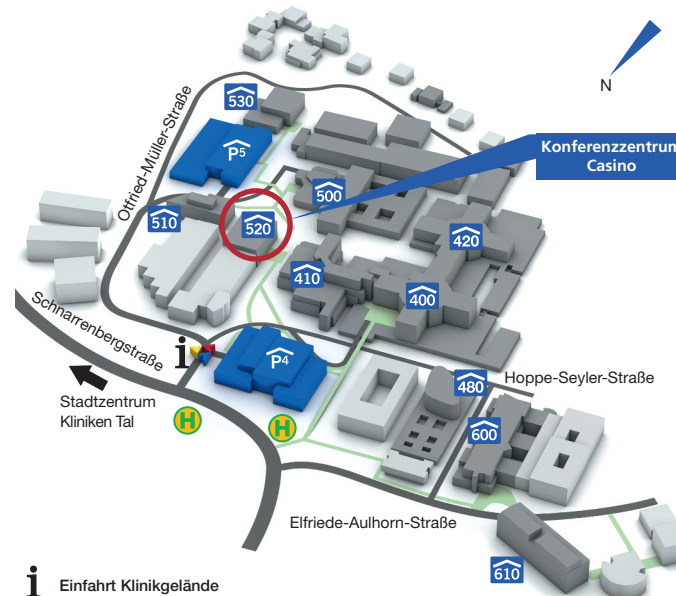 N
530
Otfried-Müller-Straße
P5
Konferenzzentrum
Casino
500
510
520
420
410
400
i
P4
Schnarrenbergstraße
480
Hoppe-Seyler-Straße
Stadtzentrum
Kliniken Tal
H
H
600
Elfriede-Aulhorn-Straße
610
i Einfahrt Klinikgelände